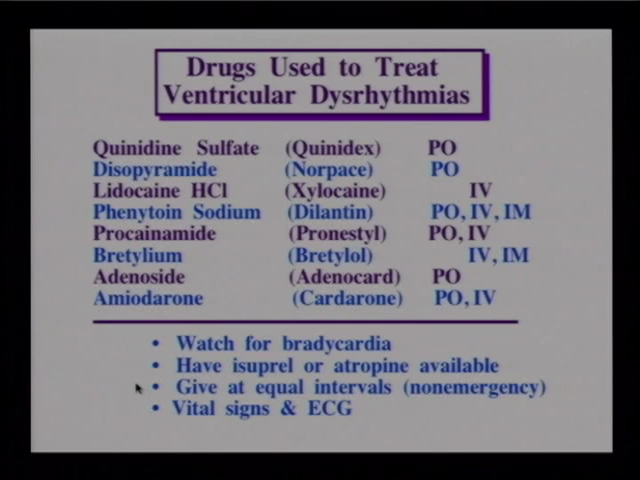 Drugs Used to Treat
Ventricular Dysrhythmias
Quinidine Sulfate (Quinidex) PO
Disopyramide (Norpace) PO
Lidocaine HCl (Xylocaine) IV
Phenytoin Sodium (Dilantin) PO, IV, IM
Procainamide (Pronestyl) PO, IV
Bretylium (Bretylol) IV, IM
Adenoside (Adenocard) PO
Amiodarone (Cardarone) PO, IV
• Watch for bradycardia
• Have isuprel or atropine available
• Give at equal intervals (nonemergency)
• Vital signs & ECG